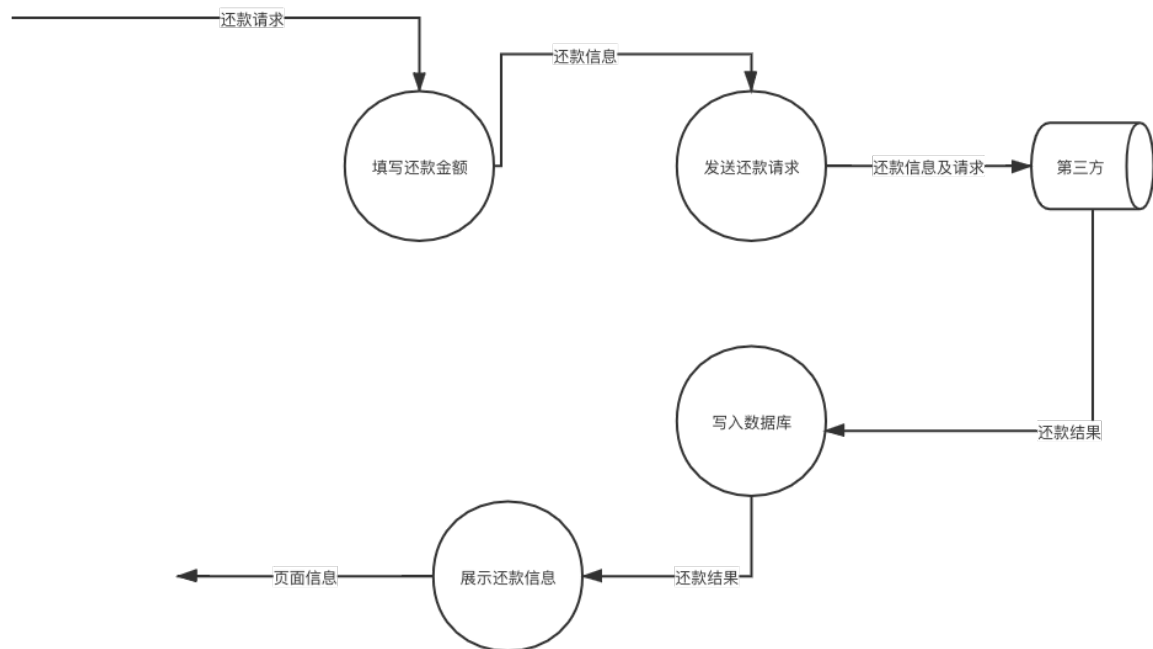 还款请求
还款信息
填写还款金额
发送还款请求
还款信息及请求
第三方
写入数据库
还款结果
展示还款信息
还款结果
页面信息